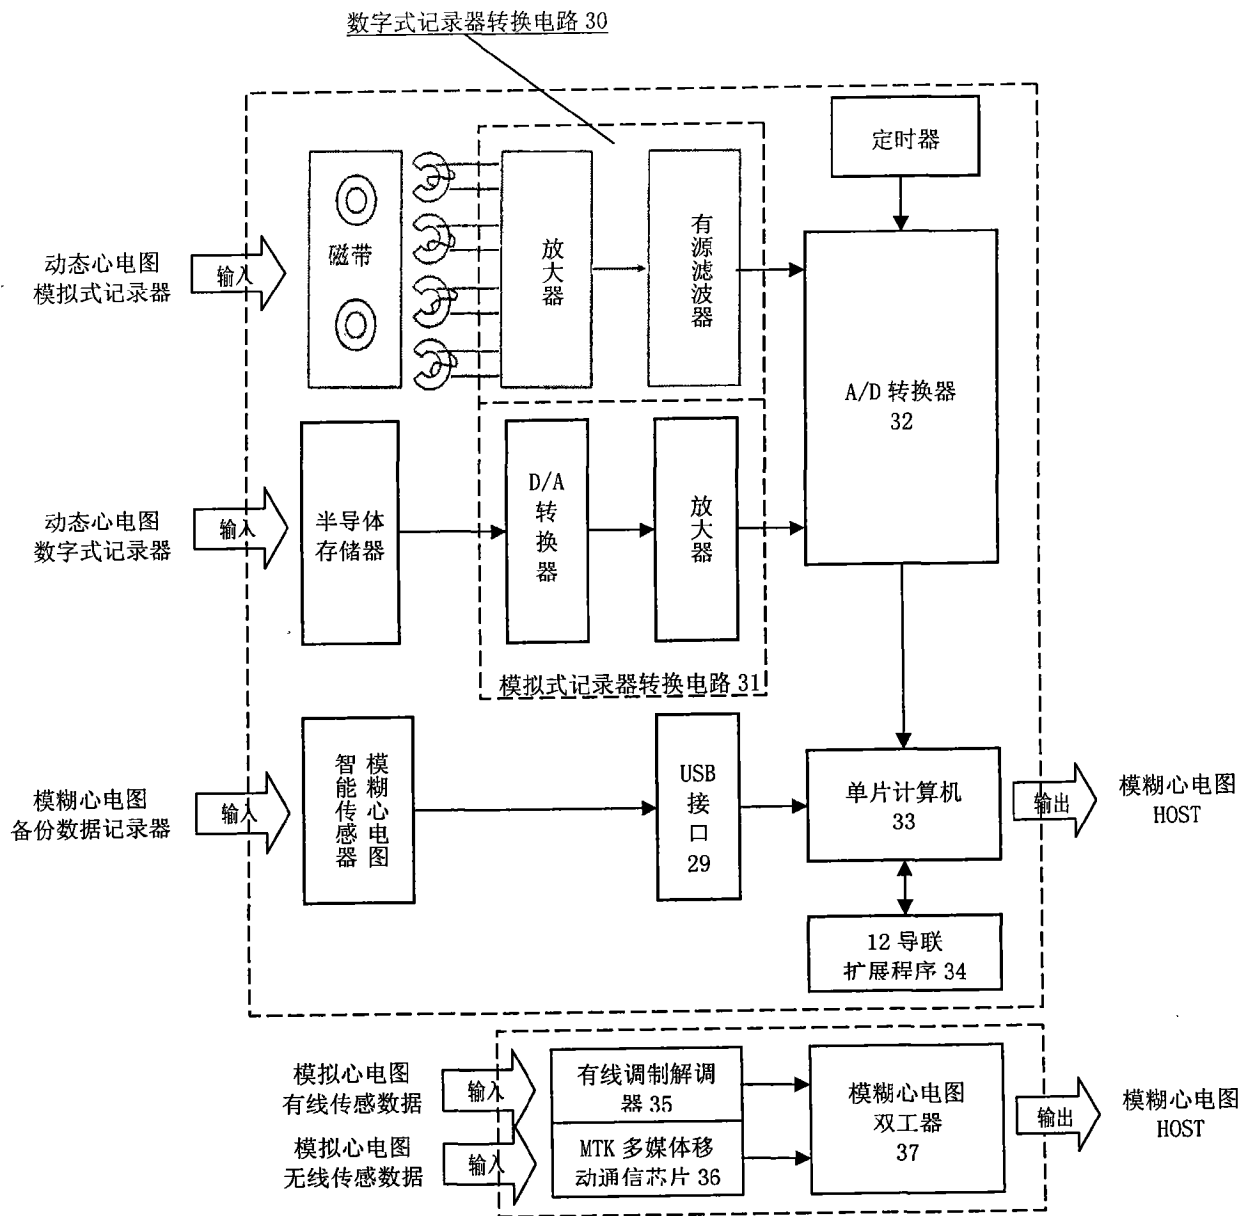 数字式记录器转换电路 30
定时器
动态心电图
模拟式记录器
输入
磁带
放大器
有源滤波器
A/D 转换器
32
动态心电图
数字式记录器
输入
半导体
存储器
D/A
转换器
放大器
模拟式记录器转换电路 31
模糊心电图
备份数据记录器
输入
模糊心电图
智能传感器
USB
接口
29
单片计算机
33
输出
模糊心电图
HOST
12 导联
扩展程序 34
模拟心电图
有线传感数据
输入
有线调制解调
器 35
模拟心电图
无线传感数据
输入
MTK 多媒体移
动通信芯片 36
模糊心电图
双工器
37
输出
模糊心电图
HOST